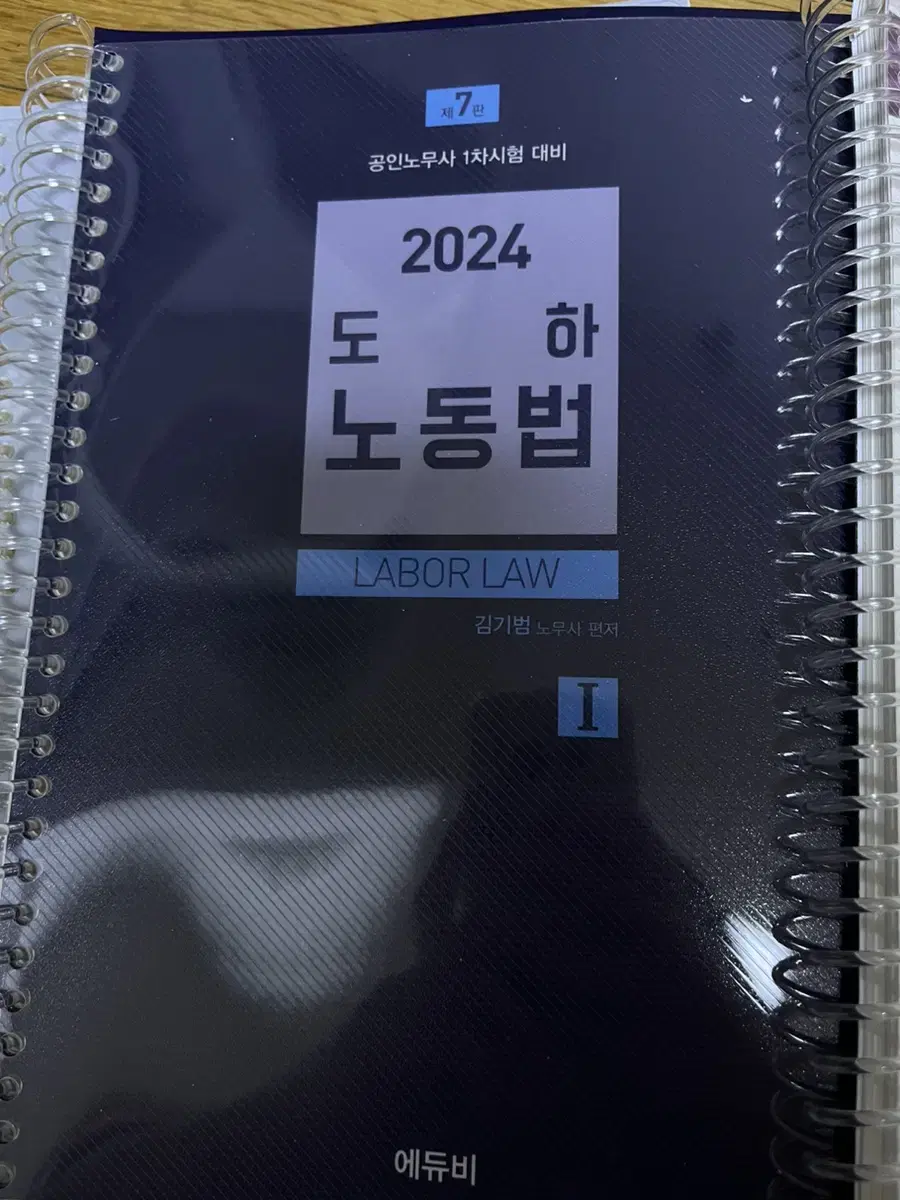 제7판
공인노무사 1차시험 대비
2024
도 하
노동법
LABOR LAW
김기범 노무사 편저
I
에듀비